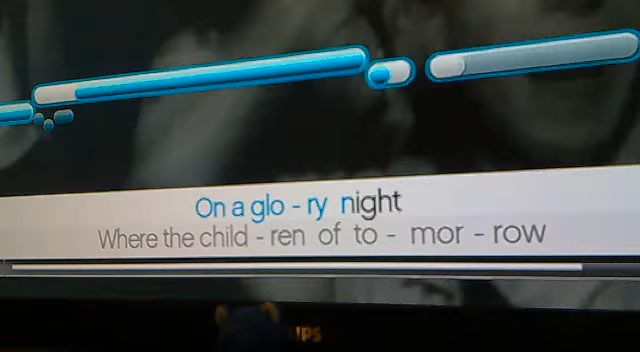 On a glo - ry night
Where the child - ren of to - mor - row